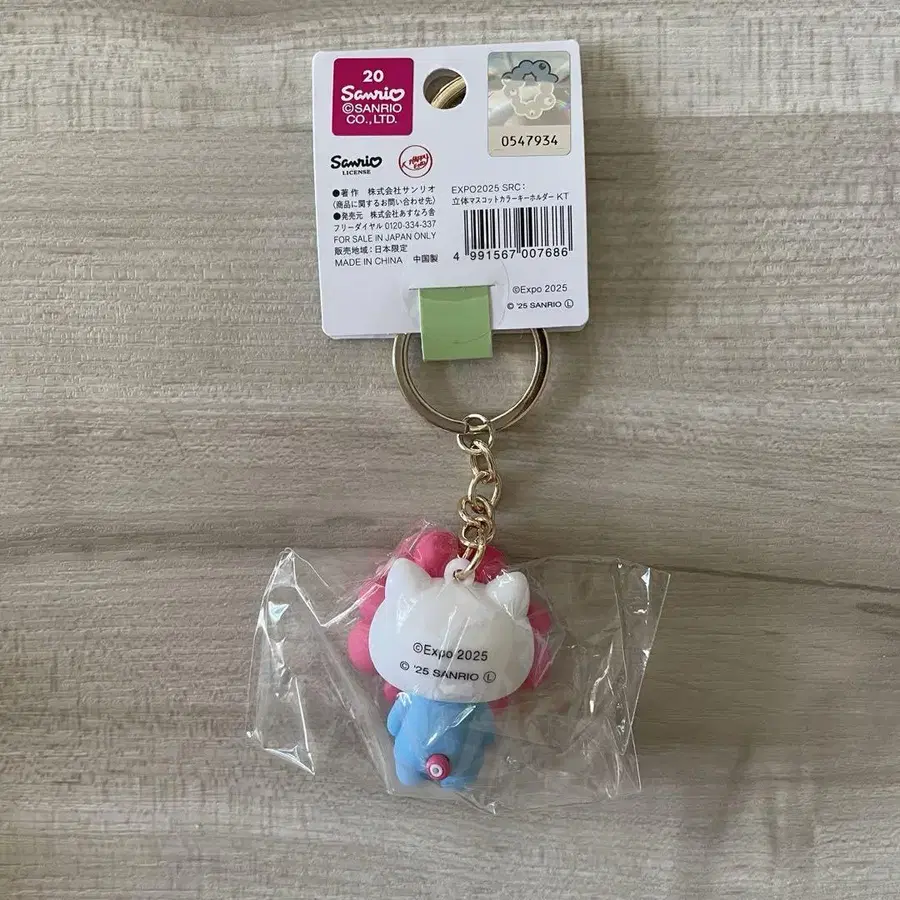 20
Sanrio
©SANRIO
CO.,LTD.
0547934
Sanrio
LICENSE
●著作 株式会社サンリオ
(商品に関するお問い合わせ先)
●発売元 株式会社あすなろ舎
フリーダイヤル 0120-334-337
FOR SALE IN JAPAN ONLY
販売地域:日本限定
MADE IN CHINA 中国製
EXPO2025 SRC:
立体マスコットカラーキーホルダー KT
4 991567 007686
©Expo 2025
© '25 SANRIO Ⓛ
©Expo 2025
© '25 SANRIO Ⓛ